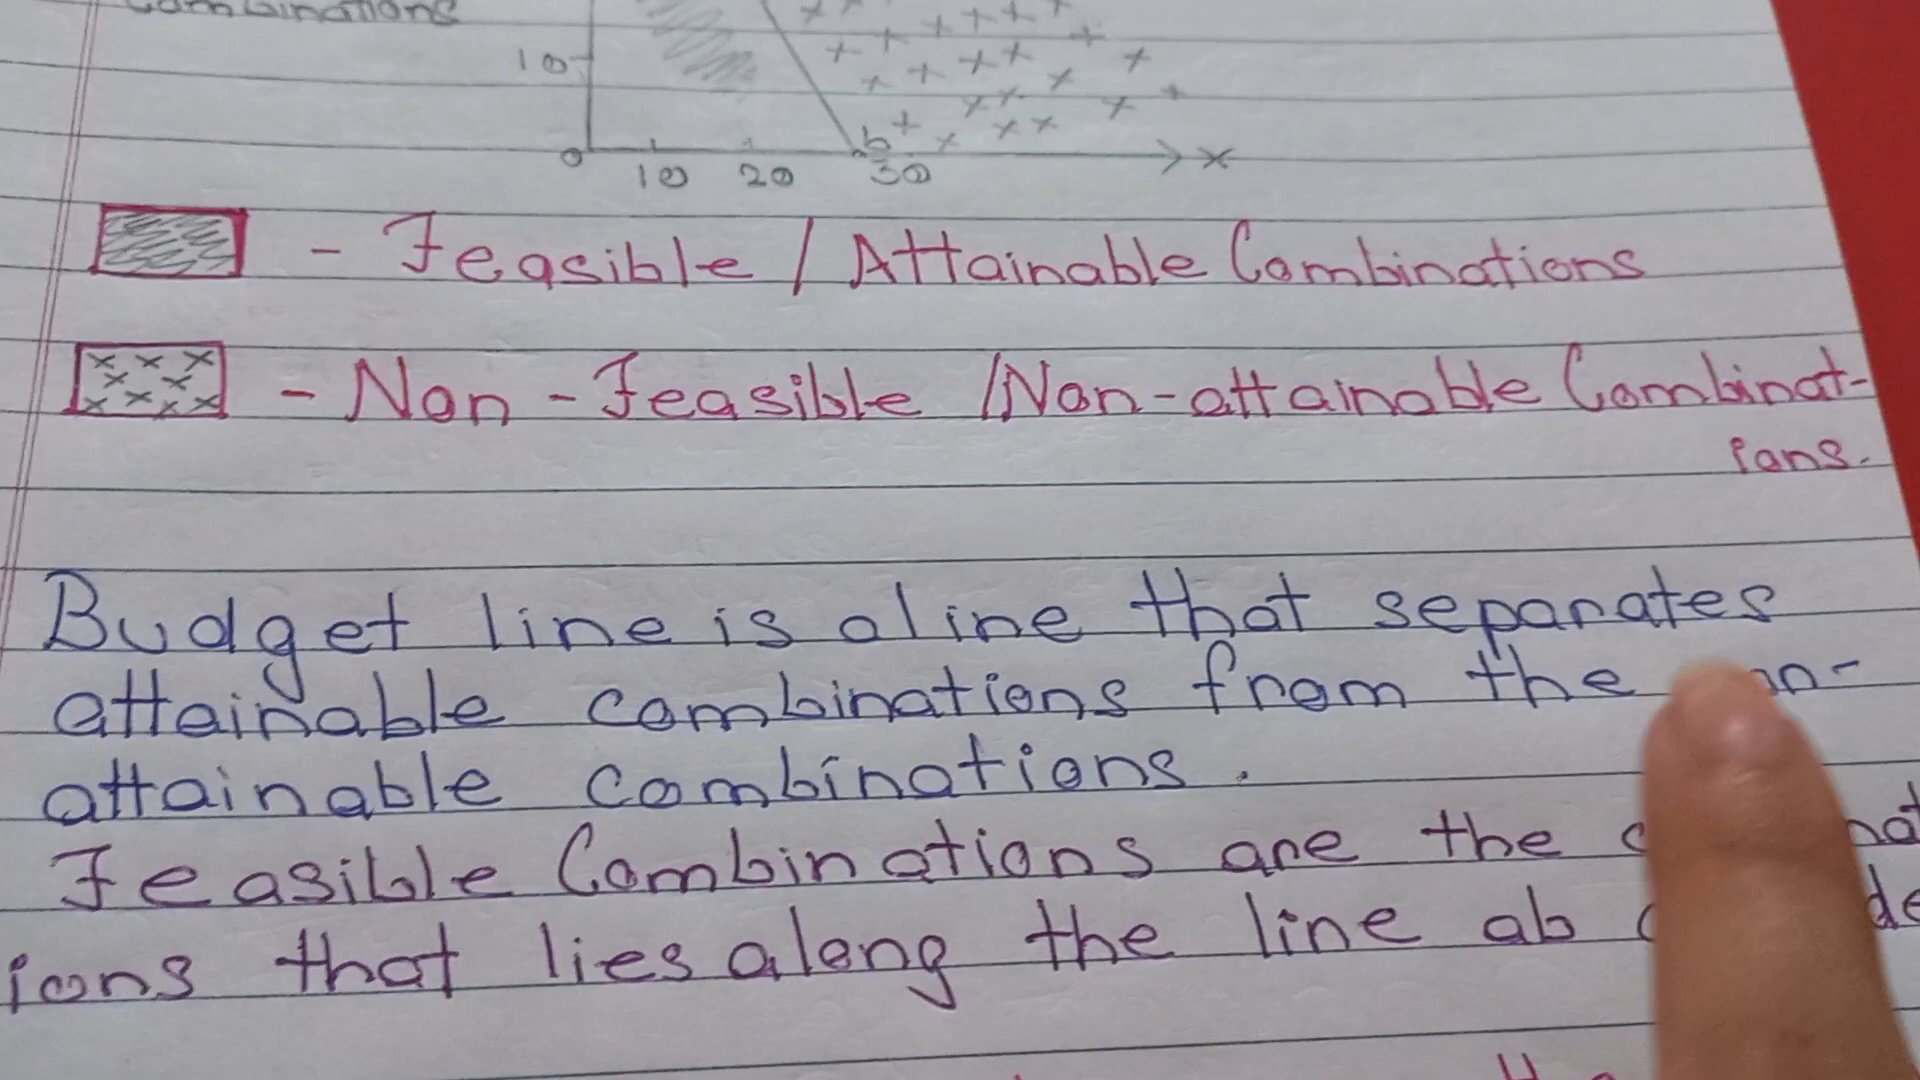 Combinations
10
b
0 10 20 30 x
- Feasible / Attainable Combinations
- Non-Feasible / Non-attainable Combinat-
ions.
Budget line is a line that separates
attainable combinations from the
attainable combinations.
Feasible Combinations are the
ions that lies along the line ab